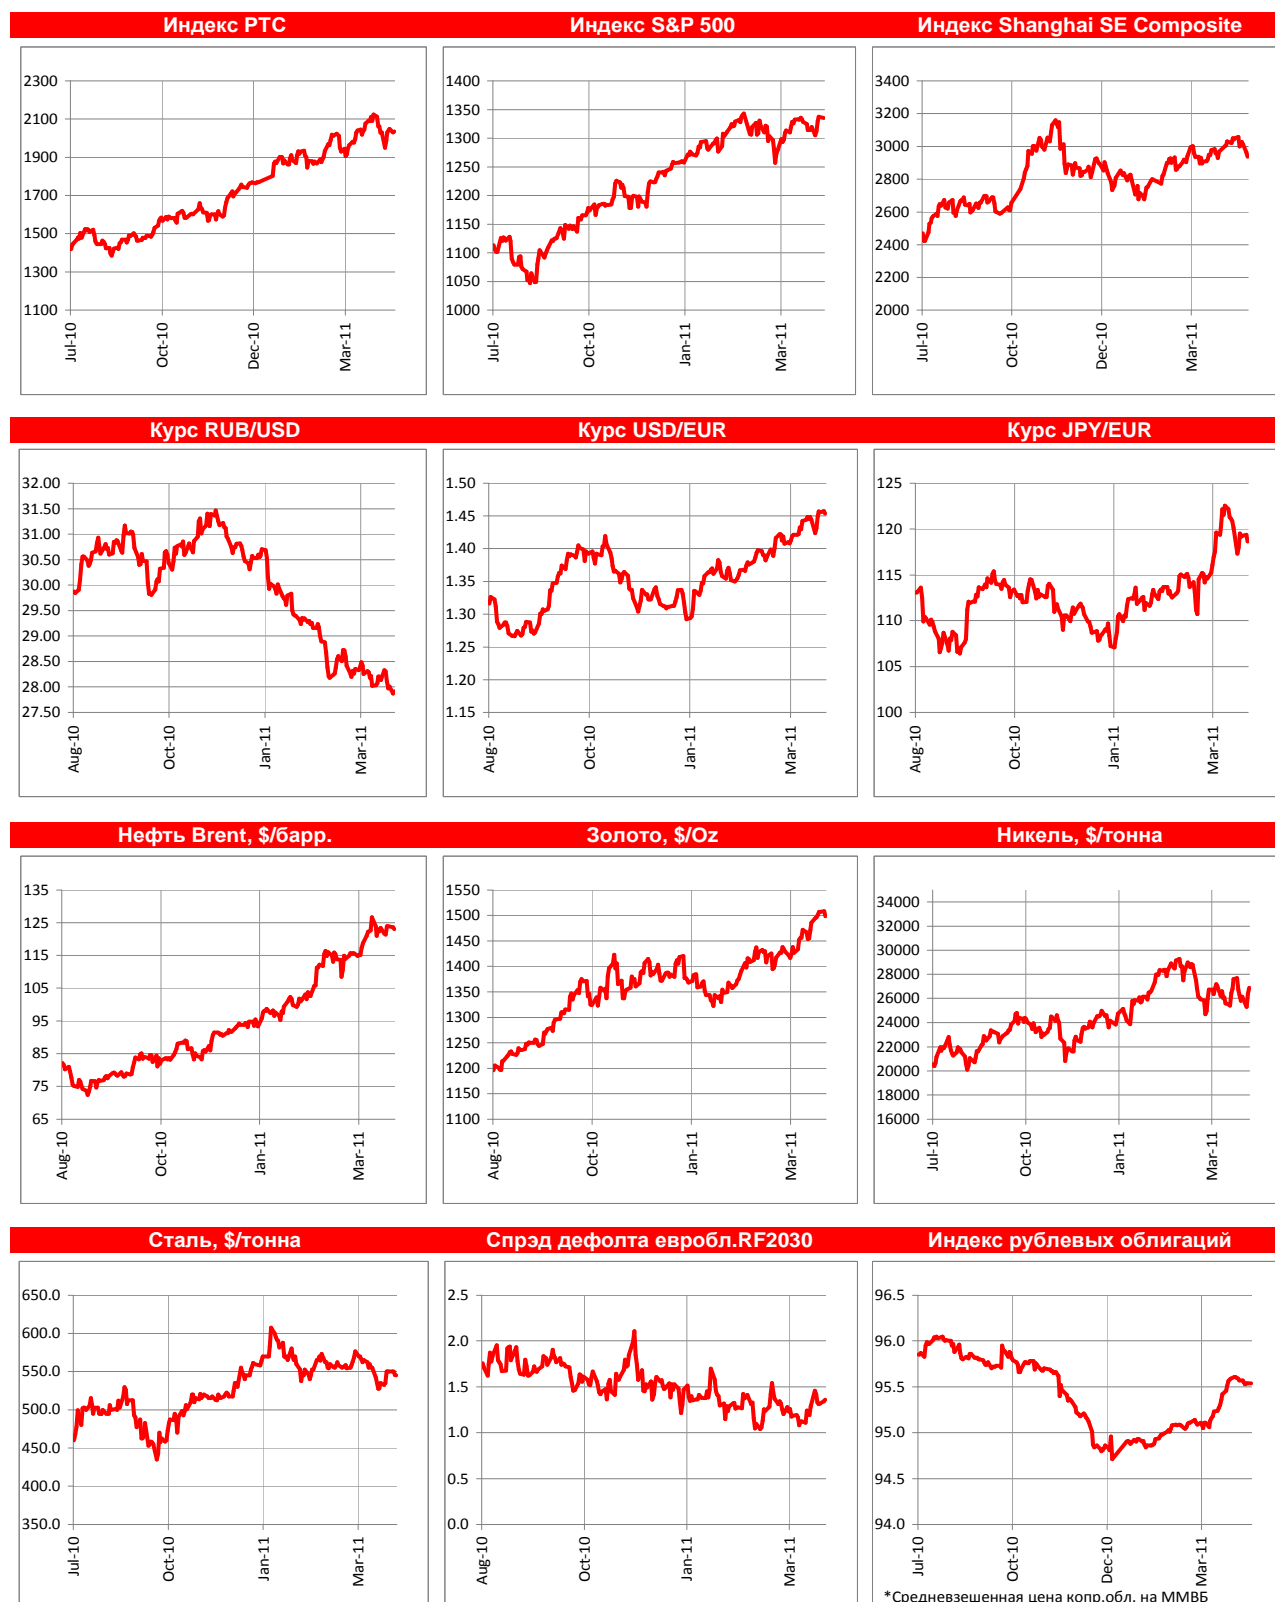 Индекс РТС
Индекс S&P 500
Индекс Shanghai SE Composite
2300
2100
1900
1700
1500
1300
1100
Jul-10
Oct-10
Dec-10
Mar-11
1400
1350
1300
1250
1200
1150
1100
1050
1000
Jul-10
Oct-10
Jan-11
Mar-11
3400
3200
3000
2800
2600
2400
2200
2000
Jul-10
Oct-10
Dec-10
Mar-11
Курс RUB/USD
Курс USD/EUR
Курс JPY/EUR
32.00
31.50
31.00
30.50
30.00
29.50
29.00
28.50
28.00
27.50
Aug-10
Oct-10
Jan-11
Mar-11
1.50
1.45
1.40
1.35
1.30
1.25
1.20
1.15
Aug-10
Oct-10
Jan-11
Mar-11
125
120
115
110
105
100
Aug-10
Oct-10
Jan-11
Mar-11
Нефть Brent, $/барр.
Золото, $/Oz
Никель, $/тонна
135
125
115
105
95
85
75
65
Aug-10
Oct-10
Jan-11
Mar-11
1550
1500
1450
1400
1350
1300
1250
1200
1150
1100
Aug-10
Oct-10
Jan-11
Mar-11
34000
32000
30000
28000
26000
24000
22000
20000
18000
16000
Jul-10
Oct-10
Jan-11
Mar-11
Сталь, $/тонна
Спрэд дефолта евробл.RF2030
Индекс рублевых облигаций
650.0
600.0
550.0
500.0
450.0
400.0
350.0
Jul-10
Oct-10
Jan-11
Mar-11
2.5
2.0
1.5
1.0
0.5
0.0
Aug-10
Oct-10
Jan-11
Mar-11
96.5
96.0
95.5
95.0
94.5
94.0
Jul-10
Oct-10
Dec-10
Mar-11
*Средневзешенная цена копр.обл. на ММВБ